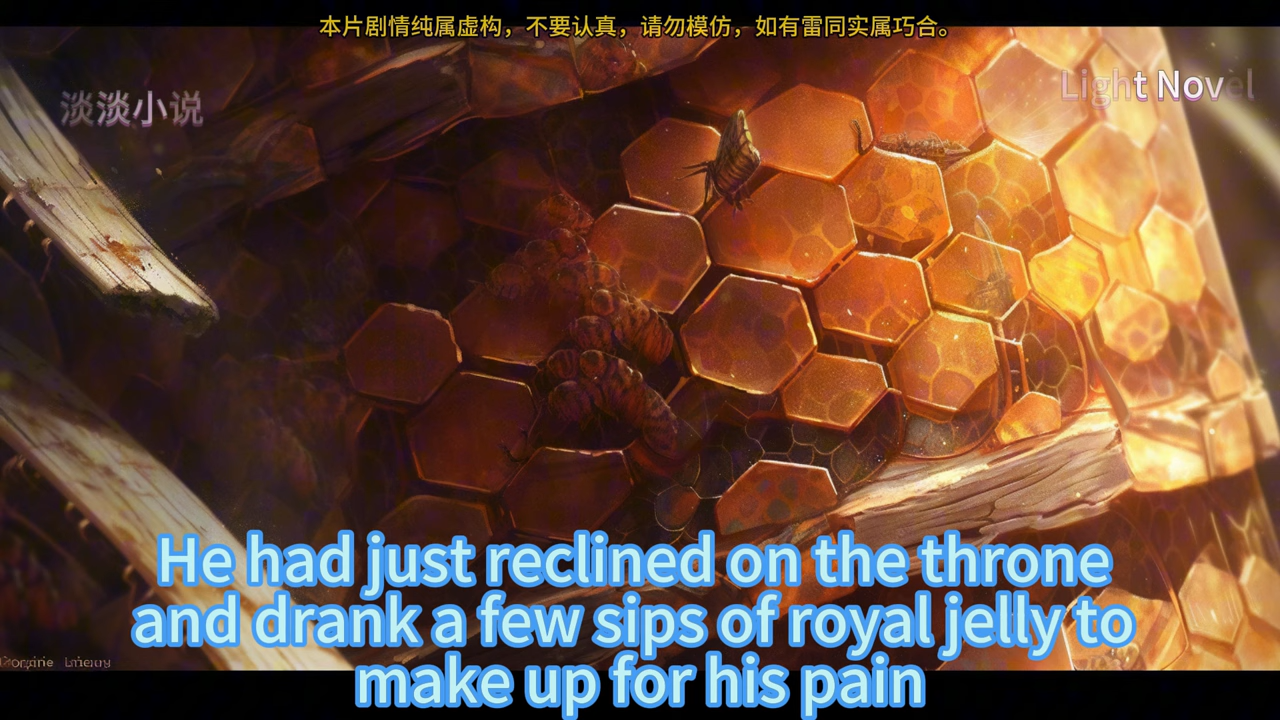 本片剧情纯属虚构，不要认真，请勿模仿，如有雷同实属巧合。
淡淡小说
Light Novel
He had just reclined on the throne
and drank a few sips of royal jelly to
make up for his pain